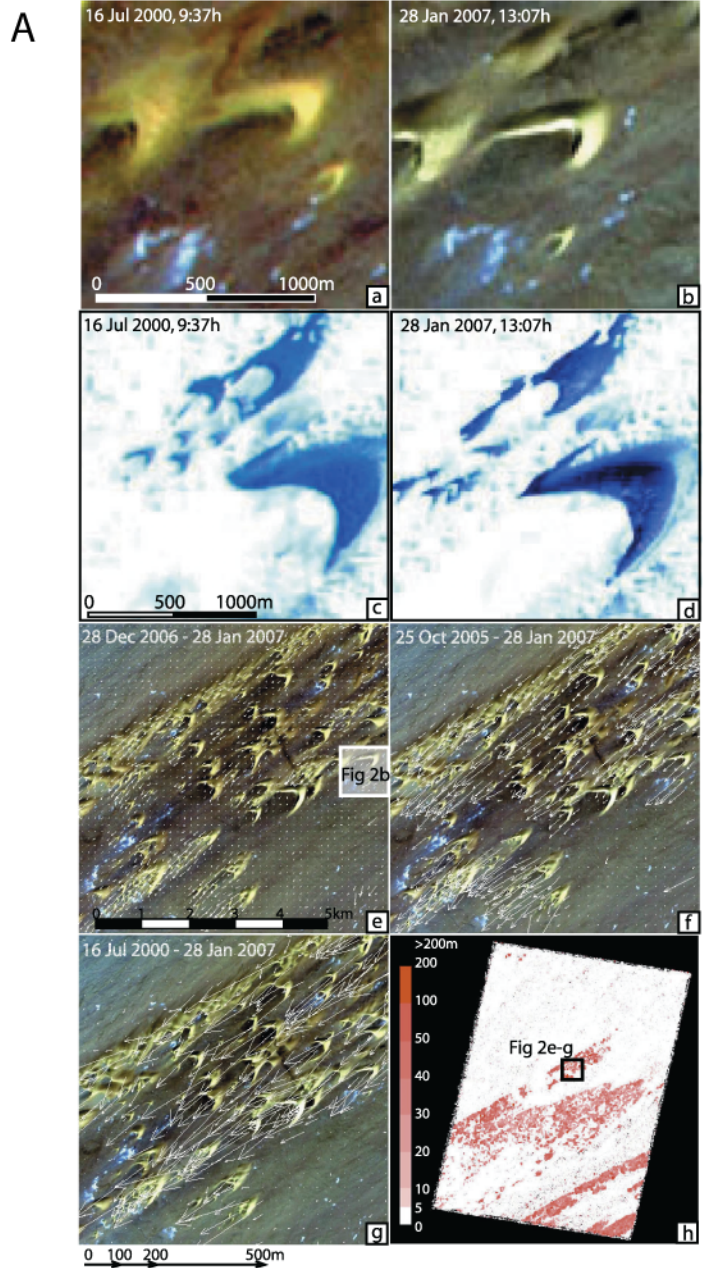 A
16 Jul 2000, 9:37h
28 Jan 2007, 13:07h
0 500 1000m
a
b
16 Jul 2000, 9:37h
28 Jan 2007, 13:07h
0 500 1000m
c
d
28 Dec 2006 - 28 Jan 2007
25 Oct 2005 - 28 Jan 2007
Fig 2b
0 1 2 3 4 5km
e
f
16 Jul 2000 - 28 Jan 2007
>200m
200
100
50
40
30
20
10
5
0
Fig 2e-g
g
h
0 100 200 500m